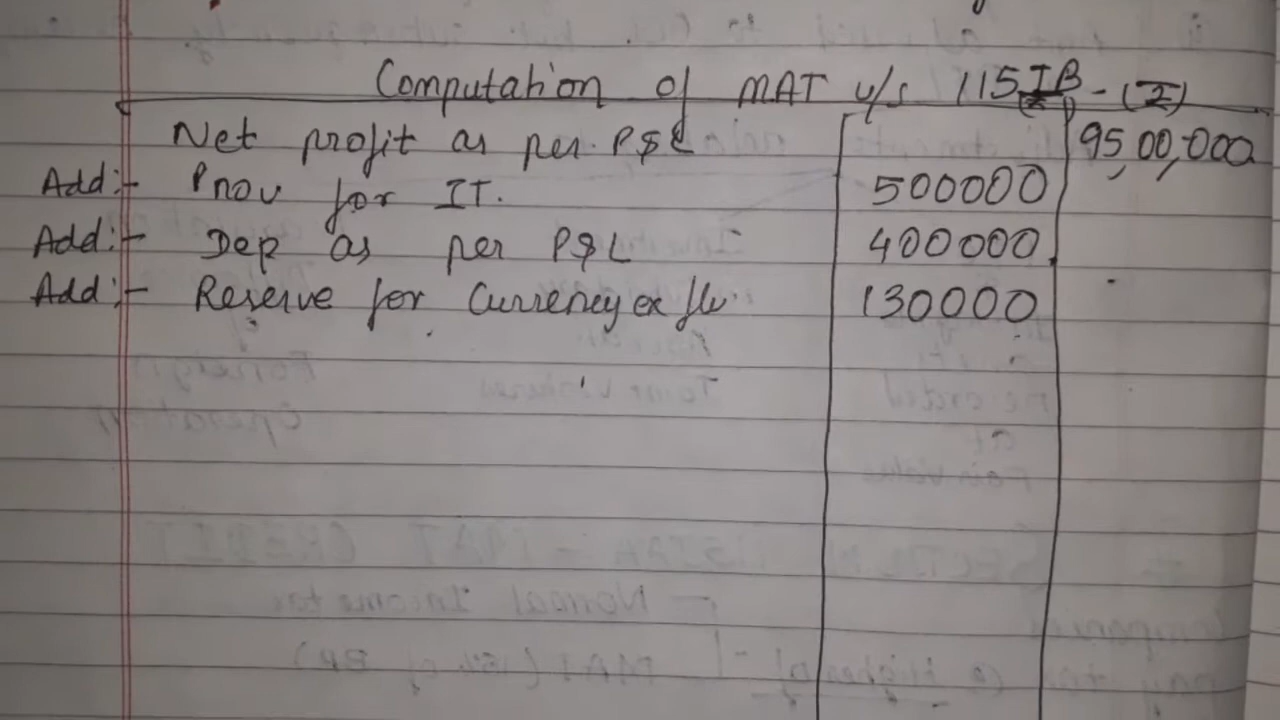 Computation of MAT u/s 115JB - (I)
Net profit as per P&L 95,00,000
Add:- Prov for IT. 500000
Add:- Dep as per P&L 400000
Add:- Reserve for Currency ex flu. 130000